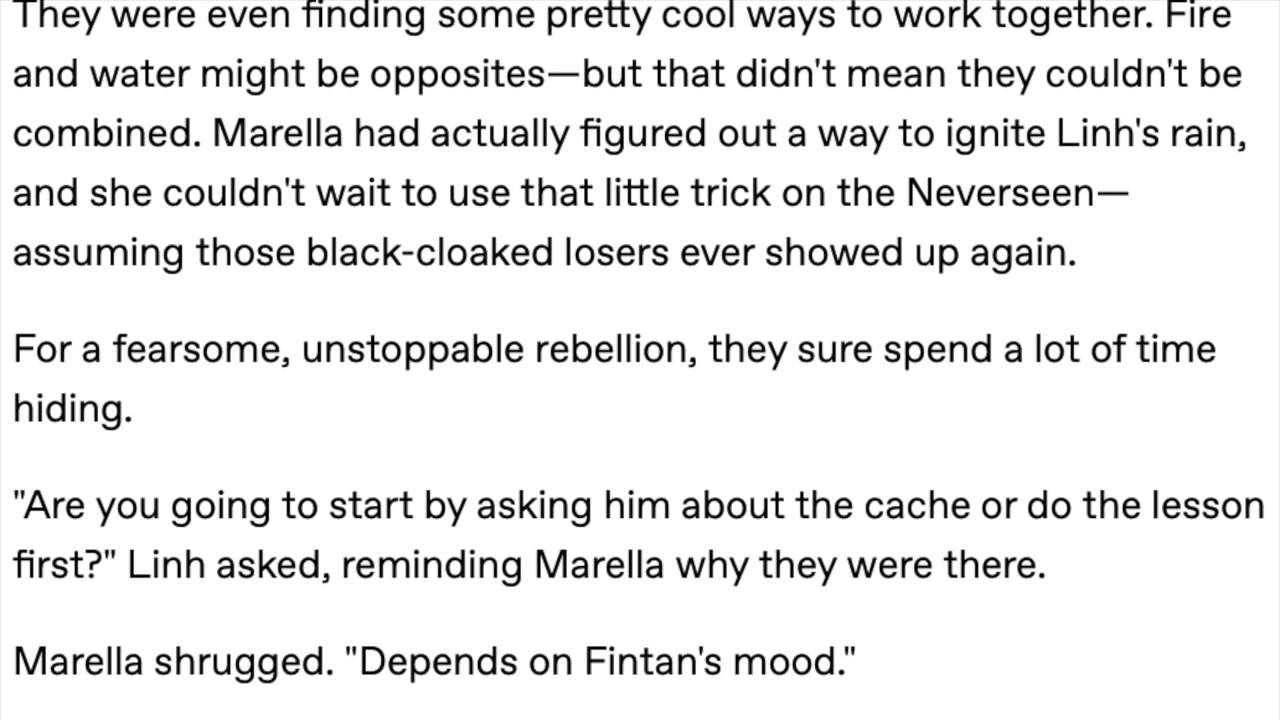 They were even finding some pretty cool ways to work together. Fire
and water might be opposites—but that didn't mean they couldn't be
combined. Marella had actually figured out a way to ignite Linh's rain,
and she couldn't wait to use that little trick on the Neverseen—
assuming those black-cloaked losers ever showed up again.
For a fearsome, unstoppable rebellion, they sure spend a lot of time
hiding.
"Are you going to start by asking him about the cache or do the lesson
first?" Linh asked, reminding Marella why they were there.
Marella shrugged. "Depends on Fintan's mood."